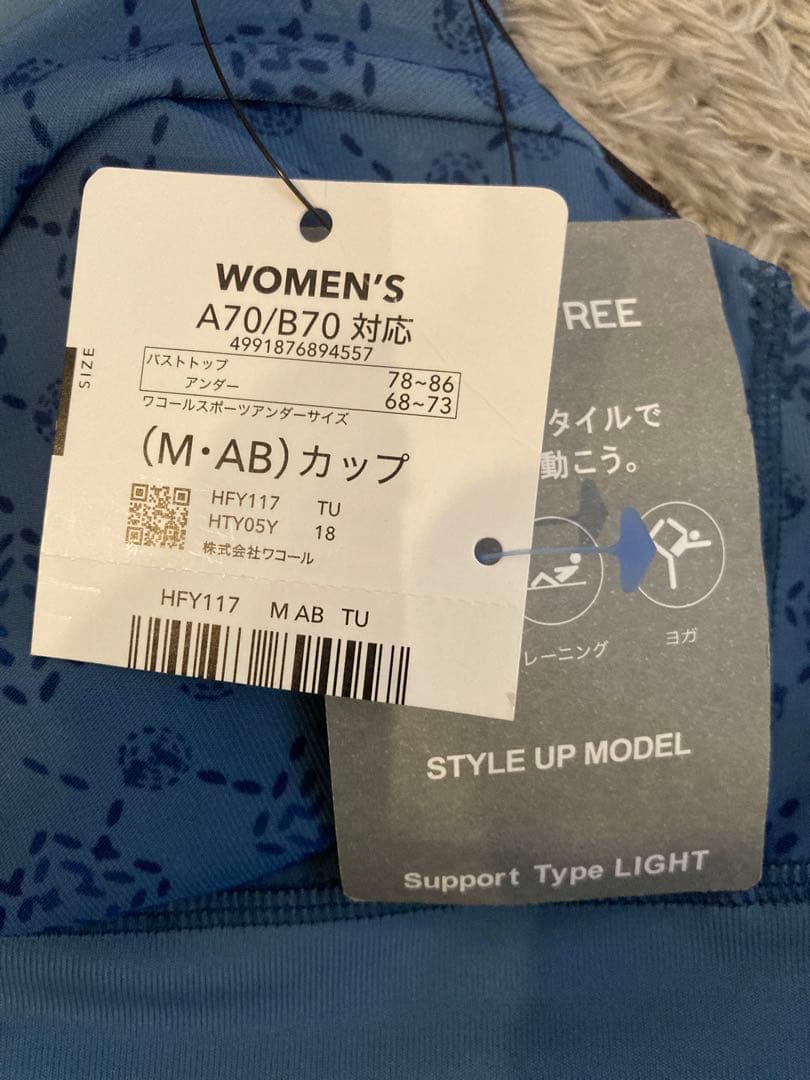 WOMEN'S
A70/B70 対応
4991876894557
SIZE
バストトップ 78~86
アンダー 68~73
ワコールスポーツアンダーサイズ
(M・AB)カップ
HFY117 TU
HTY05Y 18
株式会社ワコール
HFY117 M AB TU
REE
タイルで
動こう。
レーニング
ヨガ
STYLE UP MODEL
Support Type LIGHT